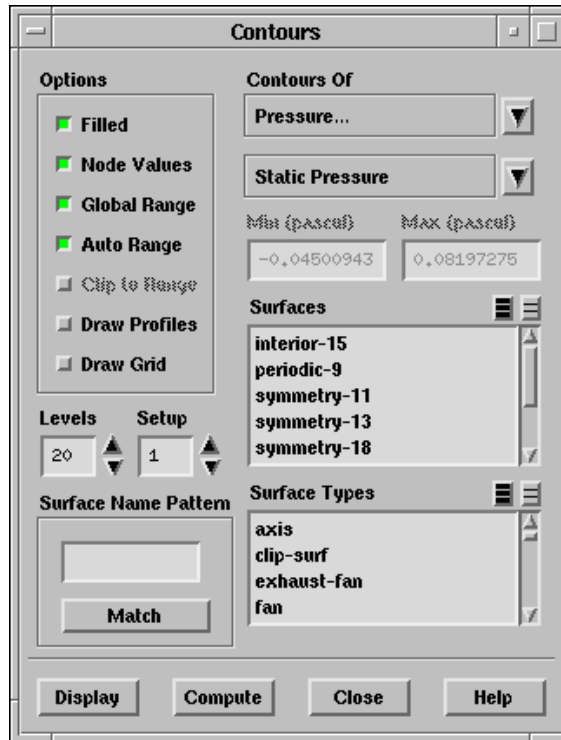 Contours
Options
Filled
Node Values
Global Range
Auto Range
Clip to Range
Draw Profiles
Draw Grid
Levels
Setup
20
1
Surface Name Pattern
Match
Contours Of
Pressure...
Static Pressure
Min (pascal)
Max (pascal)
-0.04500943
0.08197275
Surfaces
interior-15
periodic-9
symmetry-11
symmetry-13
symmetry-18
Surface Types
axis
clip-surf
exhaust-fan
fan
Display
Compute
Close
Help